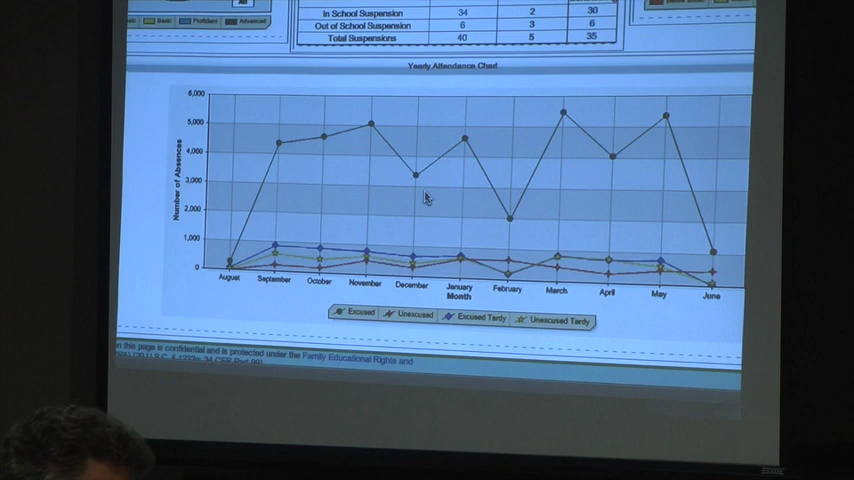 Basic Proficient Advanced
In School Suspension 34 2 30
Out of School Suspension 6 3 6
Total Suspensions 40 5 35
Yearly Attendance Chart
Number of Absences
6,000
5,000
4,000
3,000
2,000
1,000
0
August September October November December January February March April May June
Month
Excused Unexcused Excused Tardy Unexcused Tardy
n this page is confidential and is protected under the Family Educational Rights and